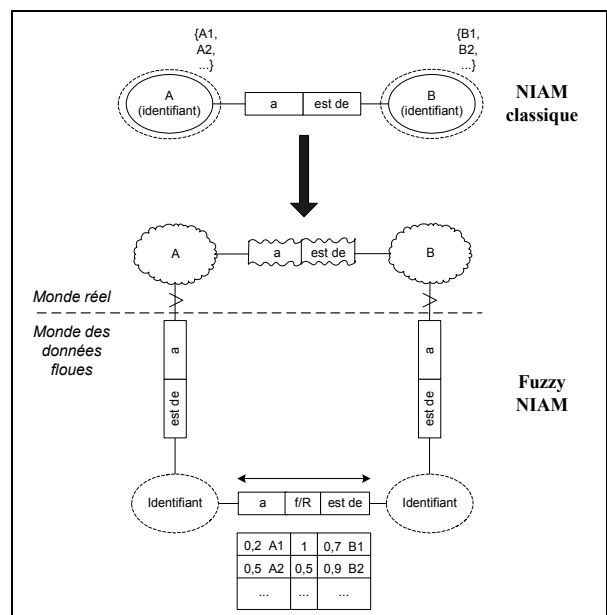 {A1,
A2,
...}
{B1,
B2,
...}
A
(identifiant)
a
est de
B
(identifiant)
NIAM
classique
A
a
est de
B
Monde réel
Monde des
données
floues
a
est de
a
est de
Fuzzy
NIAM
Identifiant
a
f/R
est de
Identifiant
0,2 A1 1 0,7 B1
0,5 A2 0,5 0,9 B2
... ... ...